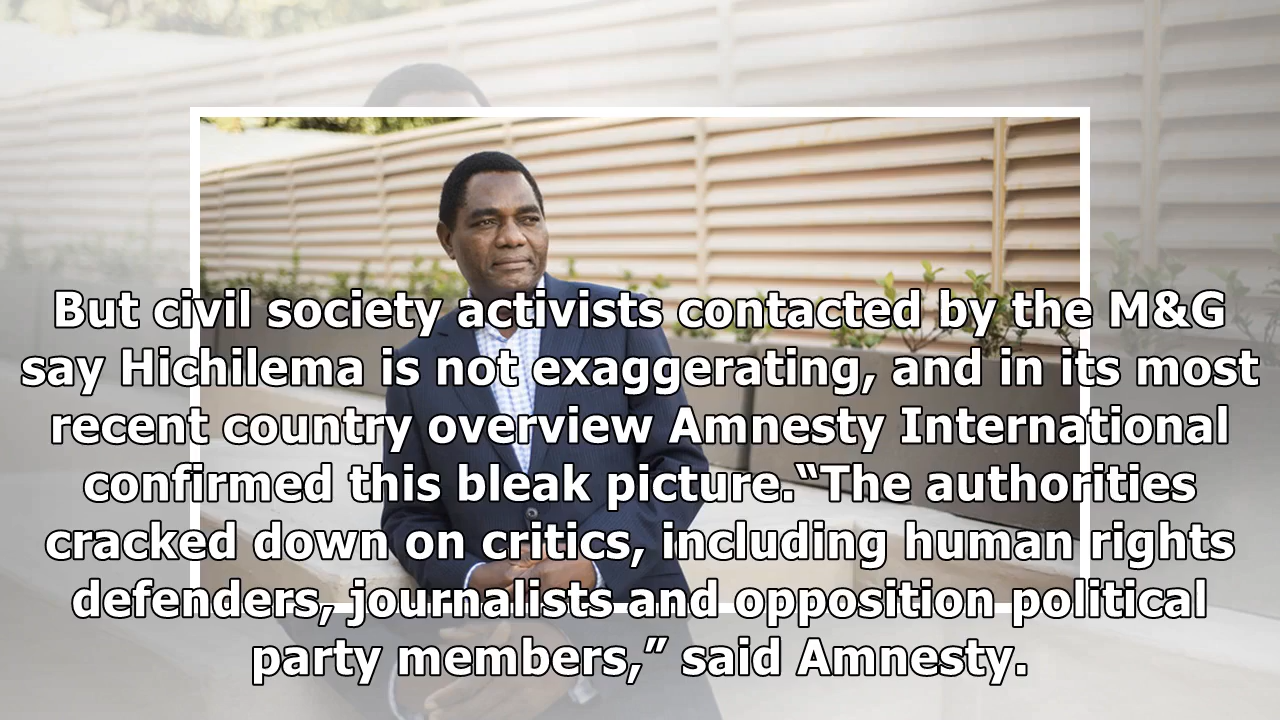 But civil society activists contacted by the M&G
say Hichilema is not exaggerating, and in its most
recent country overview Amnesty International
confirmed this bleak picture.“The authorities
cracked down on critics, including human rights
defenders, journalists and opposition political
party members,” said Amnesty.